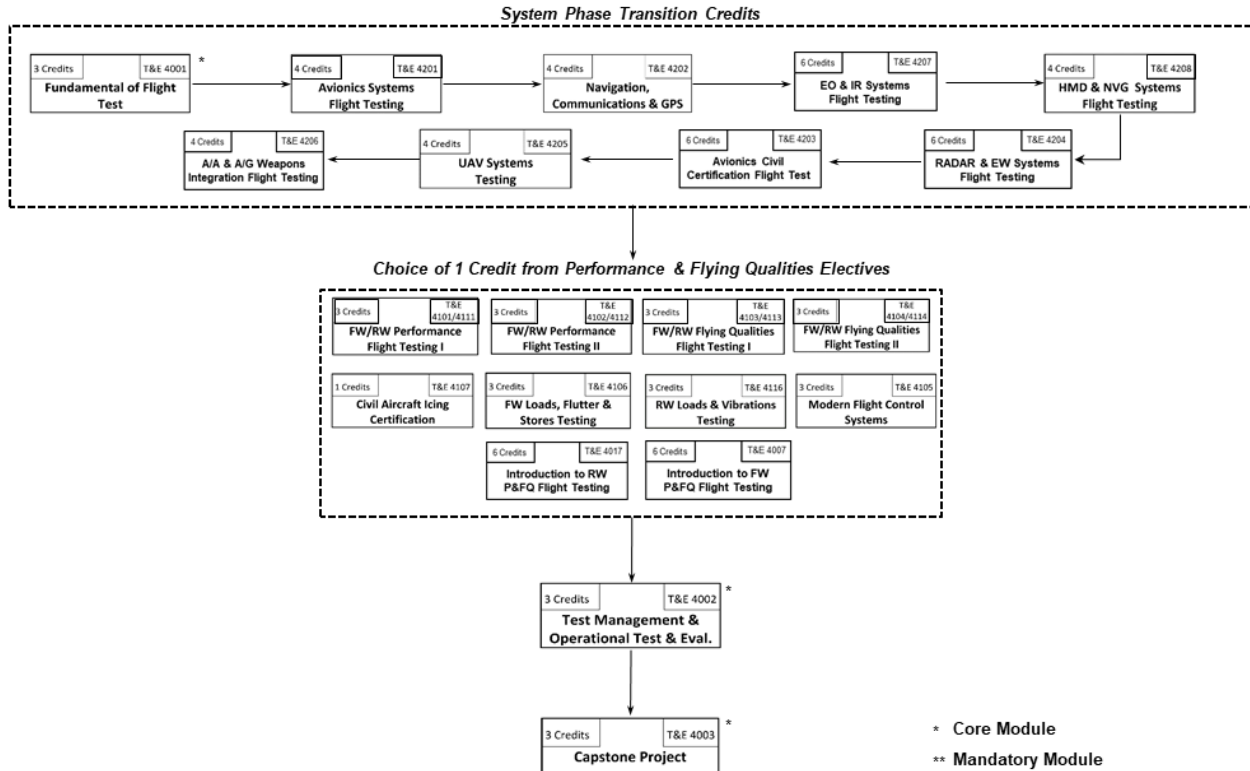 System Phase Transition Credits
3 Credits T&E 4001 *
Fundamental of Flight
Test
4 Credits T&E 4201
Avionics Systems
Flight Testing
4 Credits T&E 4202
Navigation,
Communications & GPS
6 Credits T&E 4207
EO & IR Systems
Flight Testing
4 Credits T&E 4208
HMD & NVG Systems
Flight Testing
4 Credits T&E 4206
A/A & A/G Weapons
Integration Flight Testing
4 Credits T&E 4205
UAV Systems
Testing
6 Credits T&E 4203
Avionics Civil
Certification Flight Test
6 Credits T&E 4204
RADAR & EW Systems
Flight Testing
Choice of 1 Credit from Performance & Flying Qualities Electives
3 Credits T&E
4101/4111
FW/RW Performance
Flight Testing I
3 Credits T&E
4102/4112
FW/RW Performance
Flight Testing II
3 Credits T&E
4103/4113
FW/RW Flying Qualities
Flight Testing I
3 Credits T&E
4104/4114
FW/RW Flying Qualities
Flight Testing II
1 Credits T&E 4107
Civil Aircraft Icing
Certification
3 Credits T&E 4106
FW Loads, Flutter &
Stores Testing
3 Credits T&E 4116
RW Loads & Vibrations
Testing
3 Credits T&E 4105
Modern Flight Control
Systems
6 Credits T&E 4017
Introduction to RW
P&FQ Flight Testing
6 Credits T&E 4007
Introduction to FW
P&FQ Flight Testing
3 Credits T&E 4002 *
Test Management &
Operational Test & Eval.
3 Credits T&E 4003 *
Capstone Project
* Core Module
** Mandatory Module